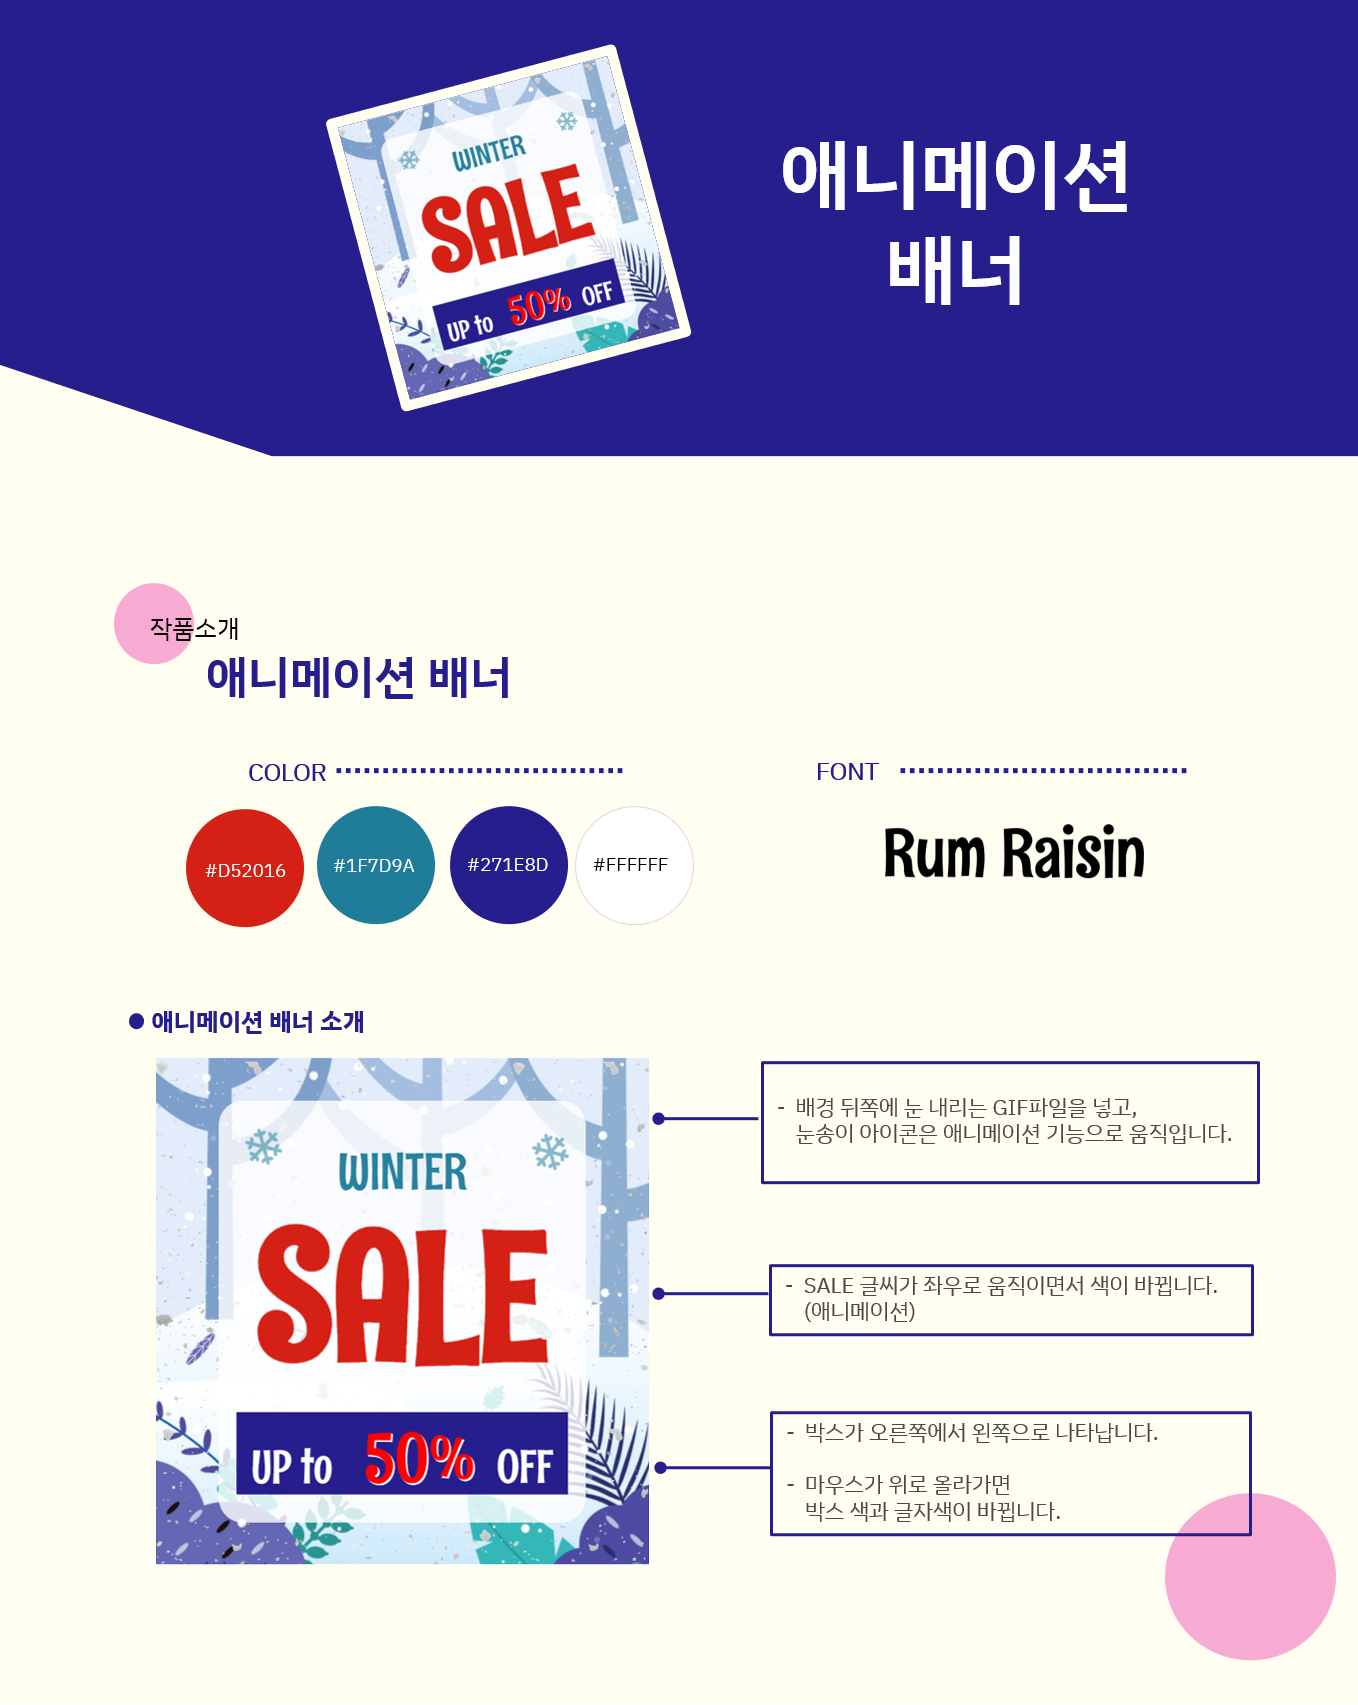 WINTER
SALE
UP to 50% OFF
애니메이션
배너
작품소개
애니메이션 배너
COLOR
FONT
#D52016
#1F7D9A
#271E8D
#FFFFFF
Rum Raisin
애니메이션 배너 소개
WINTER
SALE
UP to 50% OFF
- 배경 뒤쪽에 눈 내리는 GIF파일을 넣고,
눈송이 아이콘은 애니메이션 기능으로 움직입니다.
- SALE 글씨가 좌우로 움직이면서 색이 바뀝니다.
(애니메이션)
- 박스가 오른쪽에서 왼쪽으로 나타납니다.
- 마우스가 위로 올라가면
박스 색과 글자색이 바뀝니다.